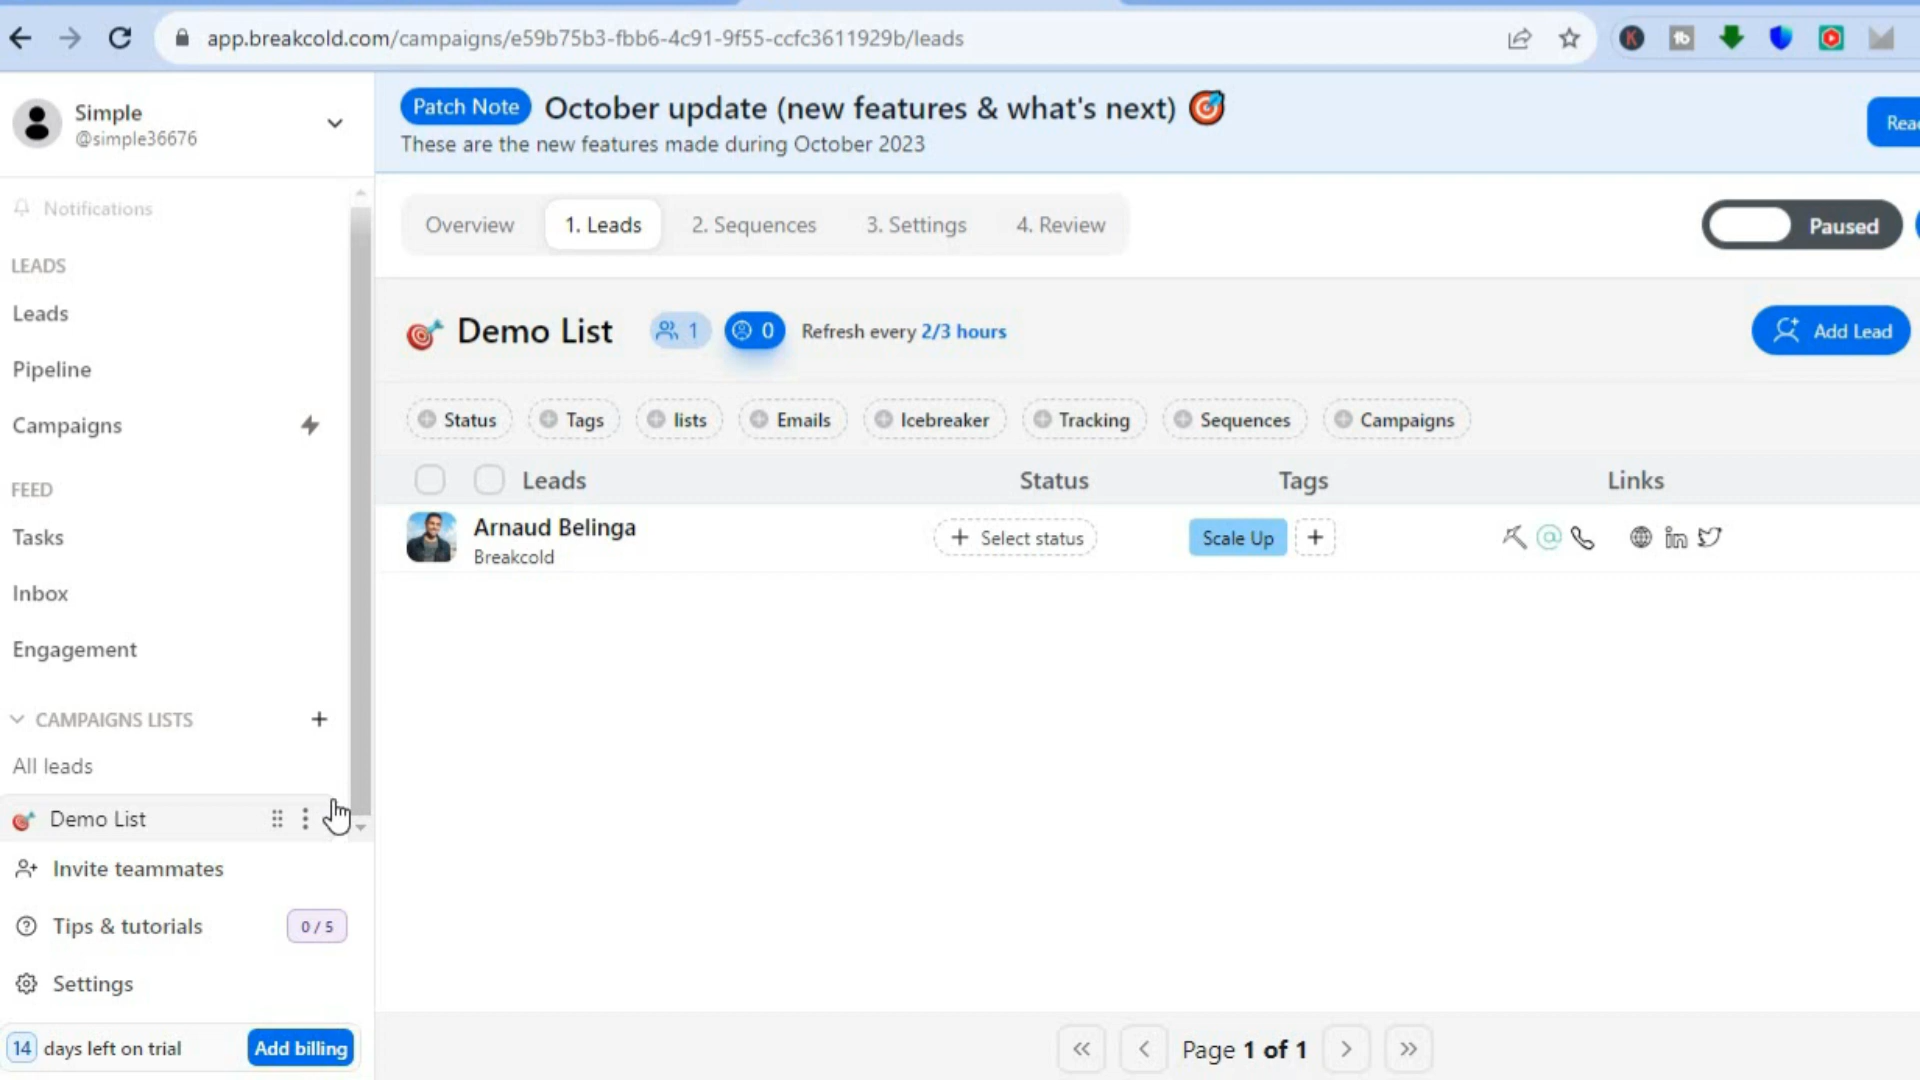 app.breakcold.com/campaigns/e59b75b3-fbb6-4c91-9f55-ccfc3611929b/leads
Simple
@simple36676
Notifications
LEADS
Leads
Pipeline
Campaigns
FEED
Tasks
Inbox
Engagement
CAMPAIGNS LISTS
All leads
Demo List
Invite teammates
Tips & tutorials 0 / 5
Settings
14 days left on trial Add billing
Patch Note October update (new features & what's next)
These are the new features made during October 2023
Overview 1. Leads 2. Sequences 3. Settings 4. Review Paused
Demo List 1 0 Refresh every 2/3 hours Add Lead
Status Tags lists Emails Icebreaker Tracking Sequences Campaigns
Leads Status Tags Links
Arnaud Belinga
Breakcold
Select status Scale Up
Page 1 of 1